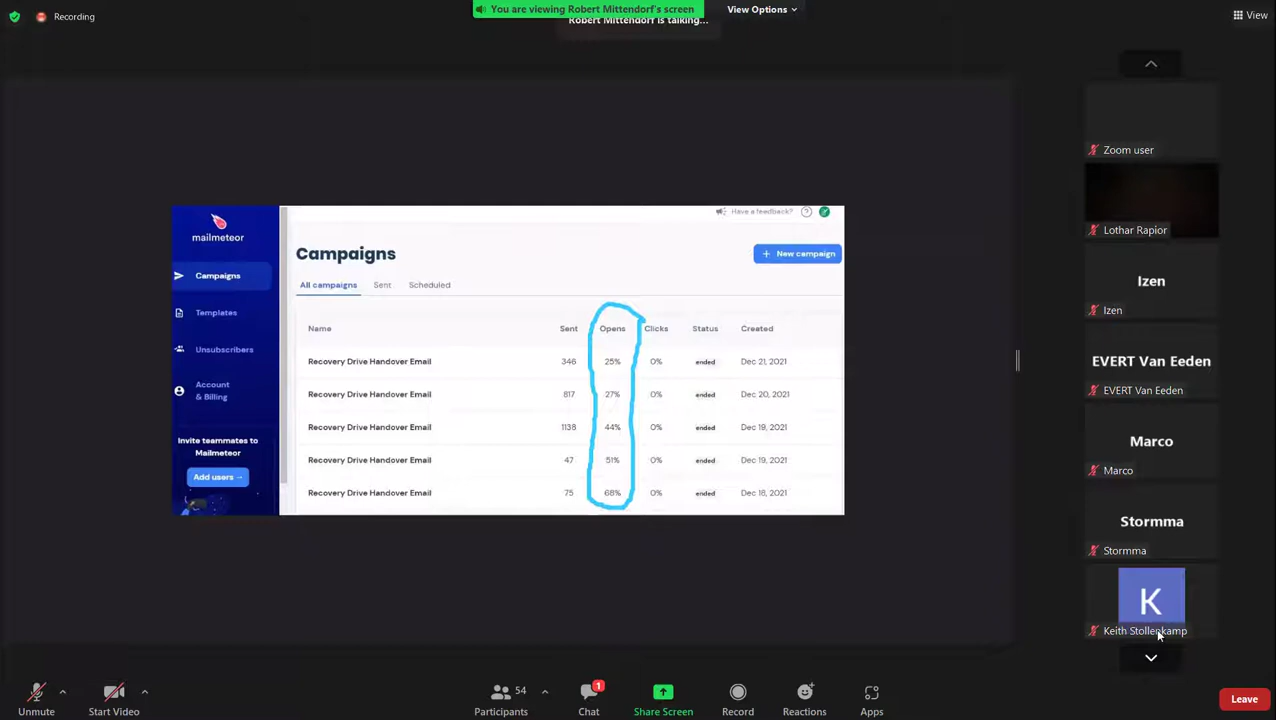 Recording
You are viewing Robert Mittendorf's screen
View Options
View
Robert Mittendorf is talking...
mailmeteor
Campaigns
Templates
Unsubscribers
Account
& Billing
Invite teammates to
Mailmeteor
Add users →
Have a feedback? ?
Campaigns
+ New campaign
All campaigns Sent Scheduled
Name Sent Opens Clicks Status Created
Recovery Drive Handover Email 346 25% 0% ended Dec 21, 2021
Recovery Drive Handover Email 817 27% 0% ended Dec 20, 2021
Recovery Drive Handover Email 1138 44% 0% ended Dec 19, 2021
Recovery Drive Handover Email 47 51% 0% ended Dec 19, 2021
Recovery Drive Handover Email 75 68% 0% ended Dec 18, 2021
Zoom user
Lothar Rapior
Izen
Izen
EVERT Van Eeden
EVERT Van Eeden
Marco
Marco
Stormma
Stormma
K
Keith Stollenkamp
Unmute
Start Video
54
Participants
1
Chat
Share Screen
Record
Reactions
Apps
Leave